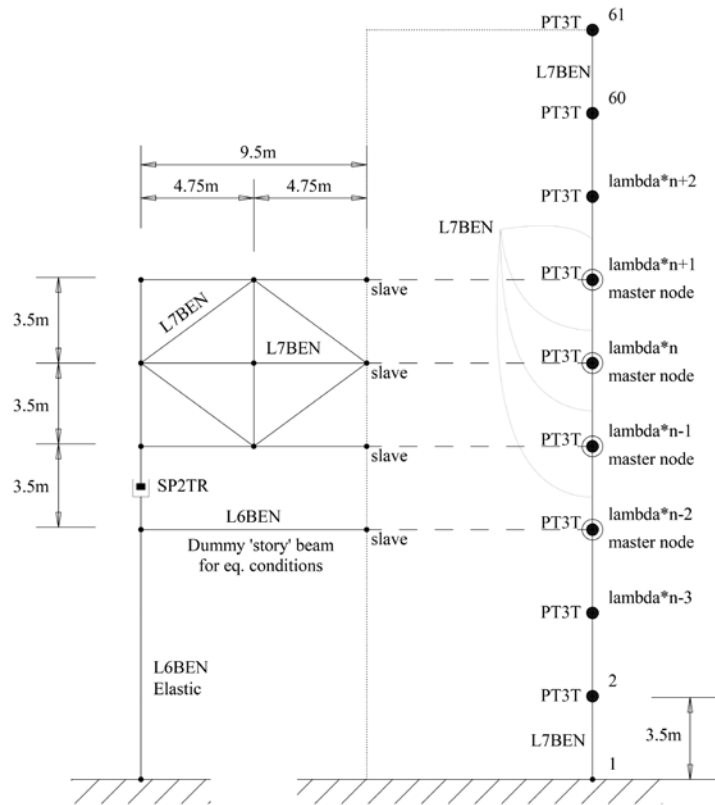 61
PT3T
L7BEN
60
PT3T
9.5m
4.75m
4.75m
lambda*n+2
PT3T
L7BEN
PT3T
lambda*n+1
master node
slave
3.5m
L7BEN
L7BEN
PT3T
lambda*n
master node
slave
3.5m
PT3T
lambda*n-1
master node
slave
3.5m
SP2TR
L6BEN
PT3T
lambda*n-2
master node
slave
Dummy 'story' beam
for eq. conditions
PT3T
lambda*n-3
L6BEN
Elastic
2
PT3T
3.5m
L7BEN
1